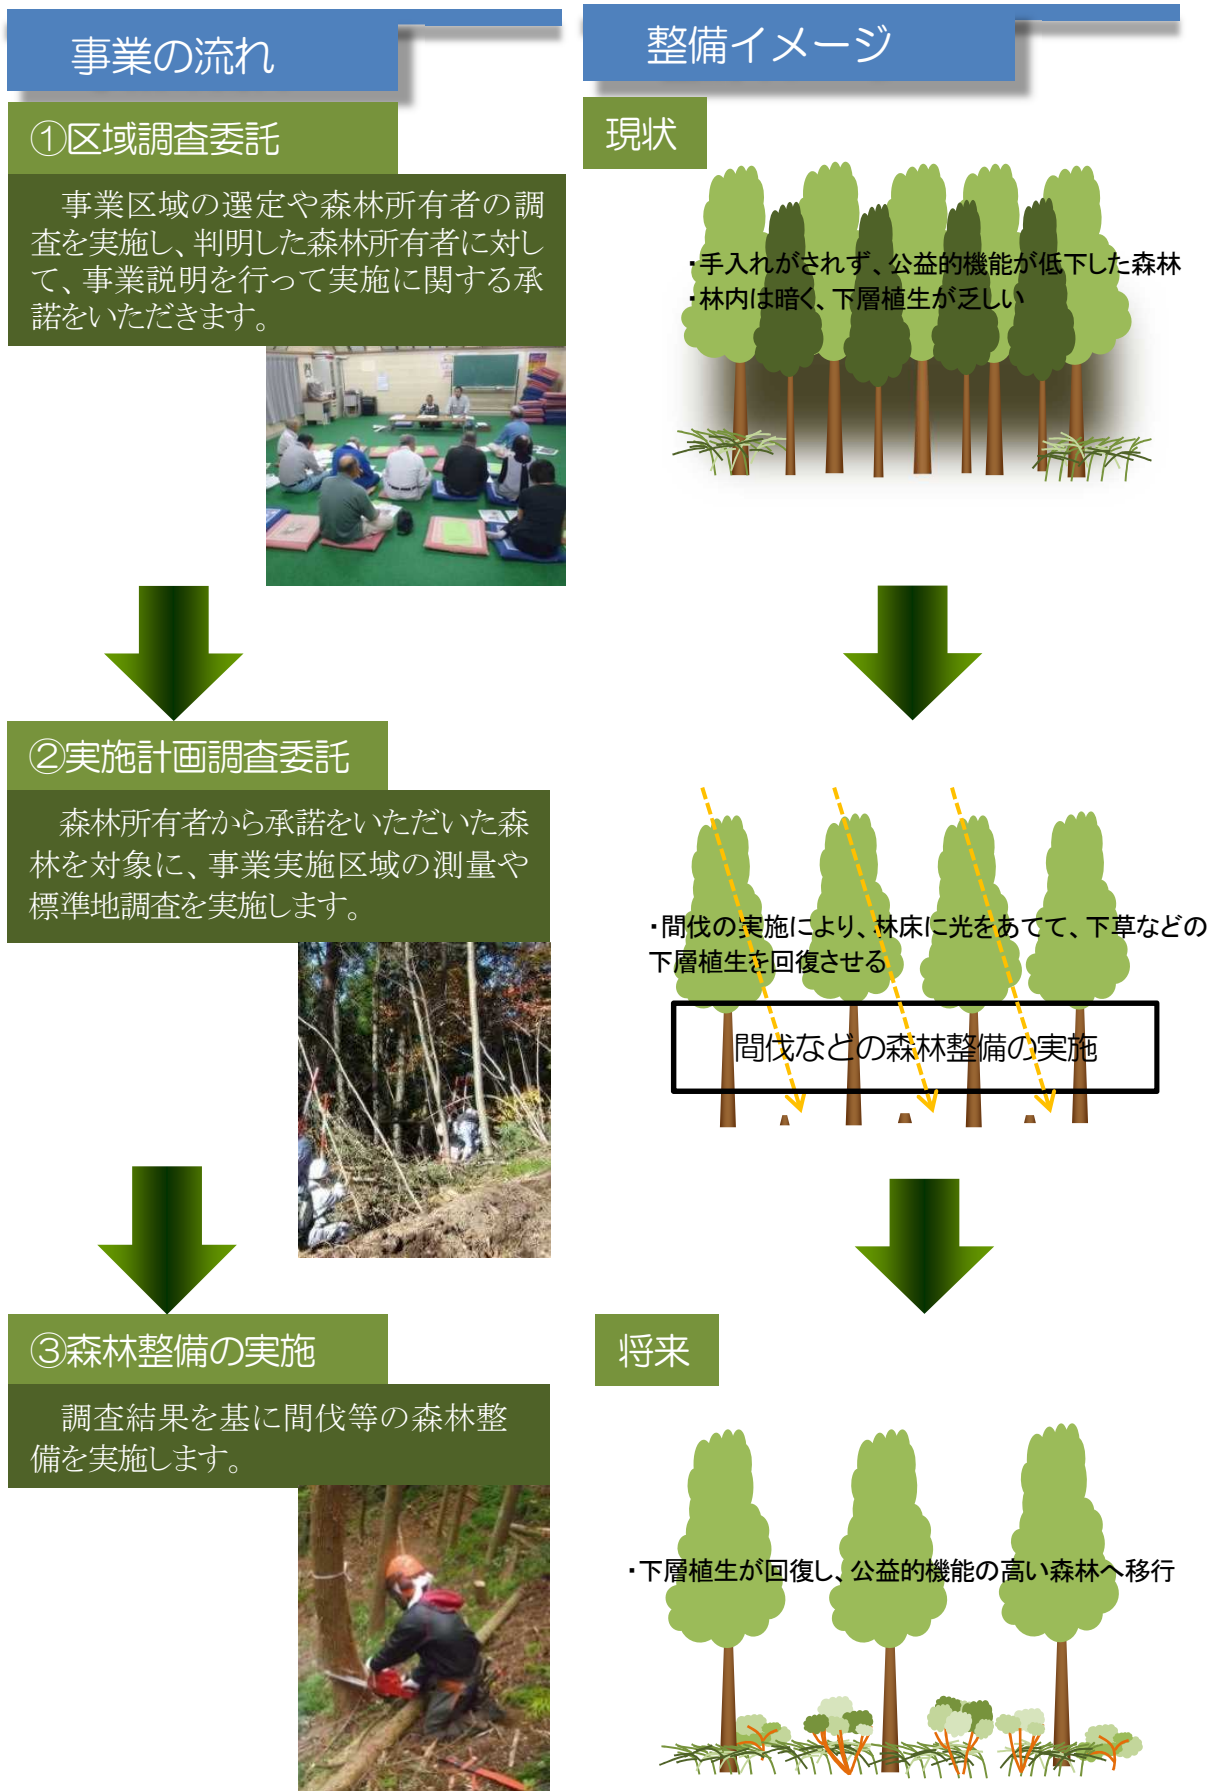 事業の流れ
①区域調査委託
事業区域の選定や森林所有者の調
査を実施し、判明した森林所有者に対し
て、事業説明を行って実施に関する承
諾をいただきます。
②実施計画調査委託
森林所有者から承諾をいただいた森
林を対象に、事業実施区域の測量や
標準地調査を実施します。
③森林整備の実施
調査結果を基に間伐等の森林整
備を実施します。
整備イメージ
現状
・手入れがされず、公益的機能が低下した森林
・林内は暗く、下層植生が乏しい
・間伐の実施により、林床に光をあてて、下草などの
下層植生を回復させる
間伐などの森林整備の実施
将来
・下層植生が回復し、公益的機能の高い森林へ移行